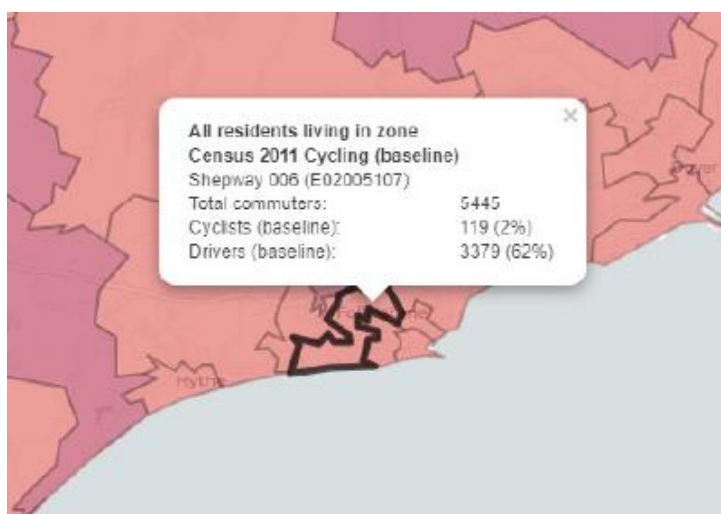 ×
All residents living in zone
Census 2011 Cycling (baseline)
Shepway 006 (E02005107)
Total commuters: 5445
Cyclists (baseline): 119 (2%)
Drivers (baseline): 3379 (62%)
Hythe